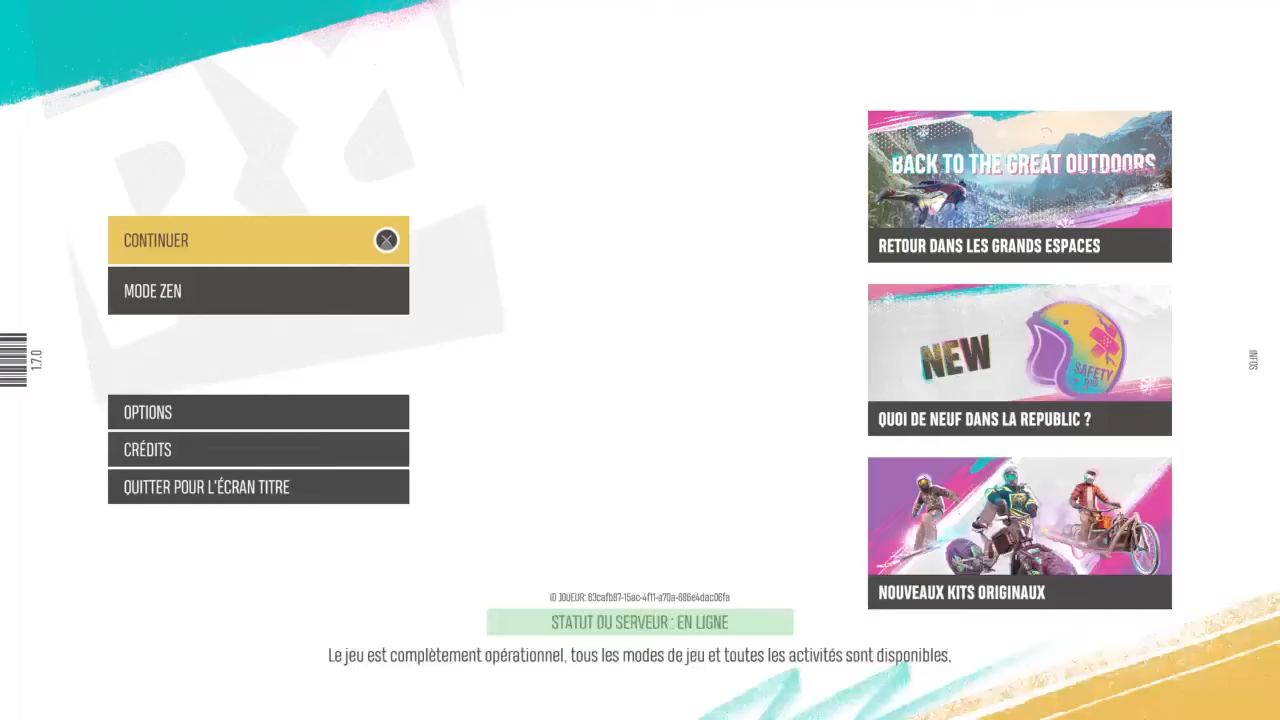 CONTINUER
MODE ZEN
OPTIONS
CRÉDITS
QUITTER POUR L'ÉCRAN TITRE
1.7.0
BACK TO THE GREAT OUTDOORS
RETOUR DANS LES GRANDS ESPACES
NEW
SAFETY
QUOI DE NEUF DANS LA REPUBLIC ?
NOUVEAUX KITS ORIGINAUX
INFOS
ID JOUEUR: 63cafb87-15ac-4f11-a70a-686e4dac06fa
STATUT DU SERVEUR : EN LIGNE
Le jeu est complètement opérationnel, tous les modes de jeu et toutes les activités sont disponibles.